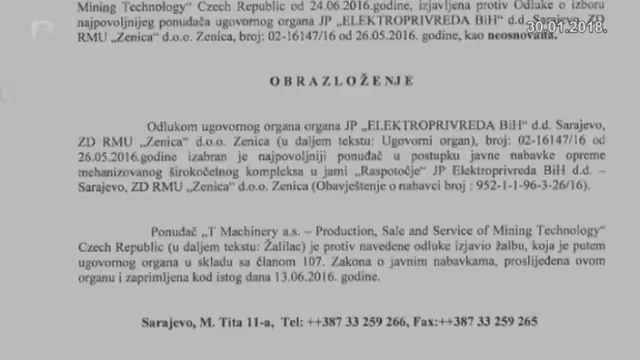 Mining Technology“ Czech Republic od 24.06.2016.godine, izjavljena protiv Odluke o izboru
najpovoljnijeg ponuđača ugovornog organa JP „ELEKTROPRIVREDA BiH“ d.d. Sarajevo, ZD
RMU „Zenica“ d.o.o. Zenica, broj: 02-16147/16 od 26.05.2016. godine, kao neosnovana.
30.01.2018.
O B R A Z L O Ž E NJ E
Odlukom ugovornog organa organa JP „ELEKTROPRIVREDA BiH“ d.d. Sarajevo,
ZD RMU „Zenica“ d.o.o. Zenica (u daljem tekstu: Ugovorni organ), broj: 02-16147/16 od
26.05.2016.godine izabran je najpovoljniji ponuđač u postupku javne nabavke opreme
mehanizovanog širokočelnog kompleksa u jami „Raspotočje“ JP Elektroprivreda BiH d.d. –
Sarajevo, ZD RMU „Zenica“ d.o.o. Zenica (Obavještenje o nabavci broj : 952-1-1-96-3-26/16).
Ponuđač „T Machinery a.s. – Production, Sale and Service of Mining Technology“
Czech Republic (u daljem tekstu: Žalilac) je protiv navedene odluke izjavio žalbu, koja je putem
ugovornog organa u skladu sa članom 107. Zakona o javnim nabavkama, proslijeđena ovom
organu i zaprimljena kod istog dana 13.06.2016. godine.
Sarajevo, M. Tita 11-a, Tel: ++387 33 259 266, Fax:++387 33 259 265